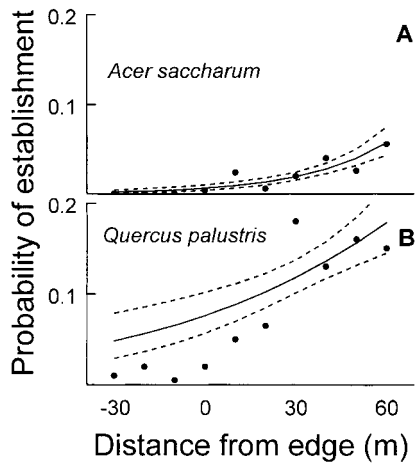 0.2
A
Acer saccharum
0.1
0.2
B
Quercus palustris
0.1
-30 0 30 60
Distance from edge (m)
Probability of establishment